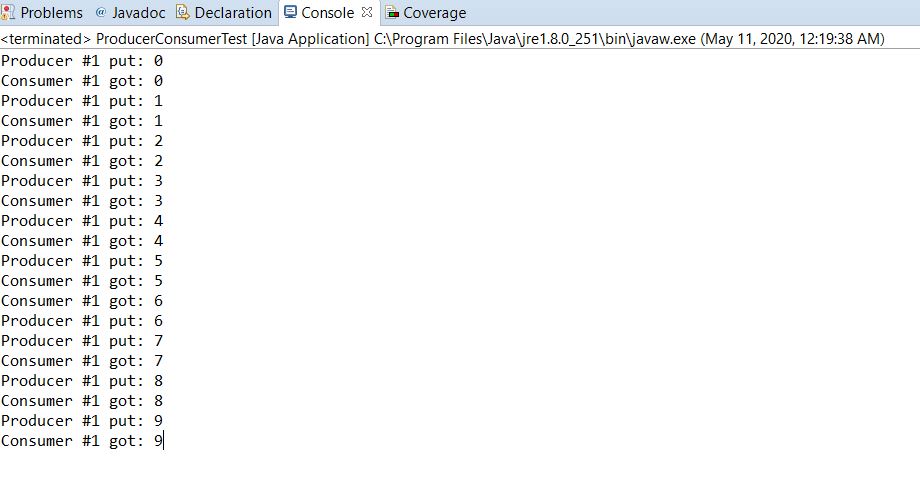 Problems @ Javadoc Declaration Console Coverage
<terminated> ProducerConsumerTest [Java Application] C:\Program Files\Java\jre1.8.0_251\bin\javaw.exe (May 11, 2020, 12:19:38 AM)
Producer #1 put: 0
Consumer #1 got: 0
Producer #1 put: 1
Consumer #1 got: 1
Producer #1 put: 2
Consumer #1 got: 2
Producer #1 put: 3
Consumer #1 got: 3
Producer #1 put: 4
Consumer #1 got: 4
Producer #1 put: 5
Consumer #1 got: 5
Consumer #1 got: 6
Producer #1 put: 6
Producer #1 put: 7
Consumer #1 got: 7
Producer #1 put: 8
Consumer #1 got: 8
Producer #1 put: 9
Consumer #1 got: 9